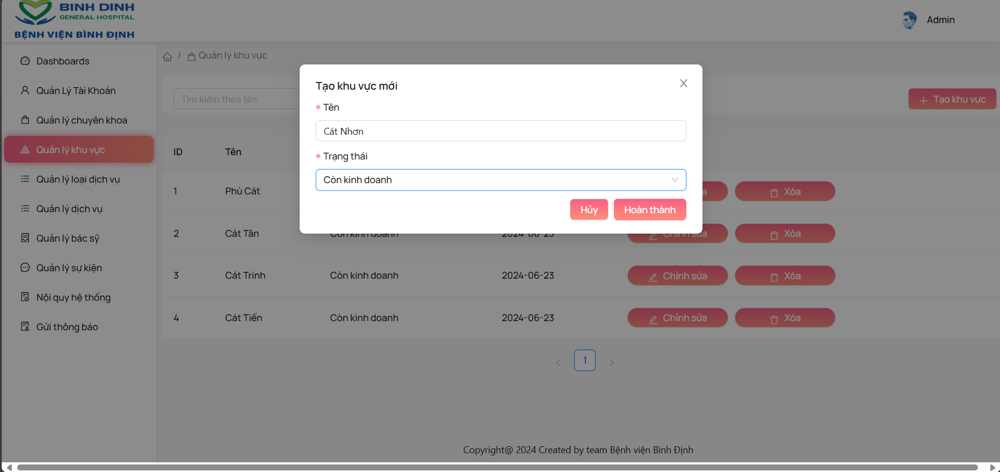 BINH DINH
GENERAL HOSPITAL
BỆNH VIỆN BÌNH ĐỊNH
Admin
Dashboards
Quản Lý Tài Khoản
Quản lý chuyên khoa
Quản lý khu vực
Quản lý loại dịch vụ
Quản lý dịch vụ
Quản lý bác sỹ
Quản lý sự kiện
Nội quy hệ thống
Gửi thông báo
/ Quản lý khu vực
Tìm kiếm theo tên
Tạo khu vực
Tạo khu vực mới
* Tên
Cát Nhơn
* Trạng thái
Còn kinh doanh
Hủy Hoàn thành
ID Tên
1 Phù Cát Xóa
2 Cát Tân Còn kinh doanh 2024-06-23 Chỉnh sửa Xóa
3 Cát Trinh Còn kinh doanh 2024-06-23 Chỉnh sửa Xóa
4 Cát Tiến Còn kinh doanh 2024-06-23 Chỉnh sửa Xóa
< 1 >
Copyright@ 2024 Created by team Bệnh viện Bình Định